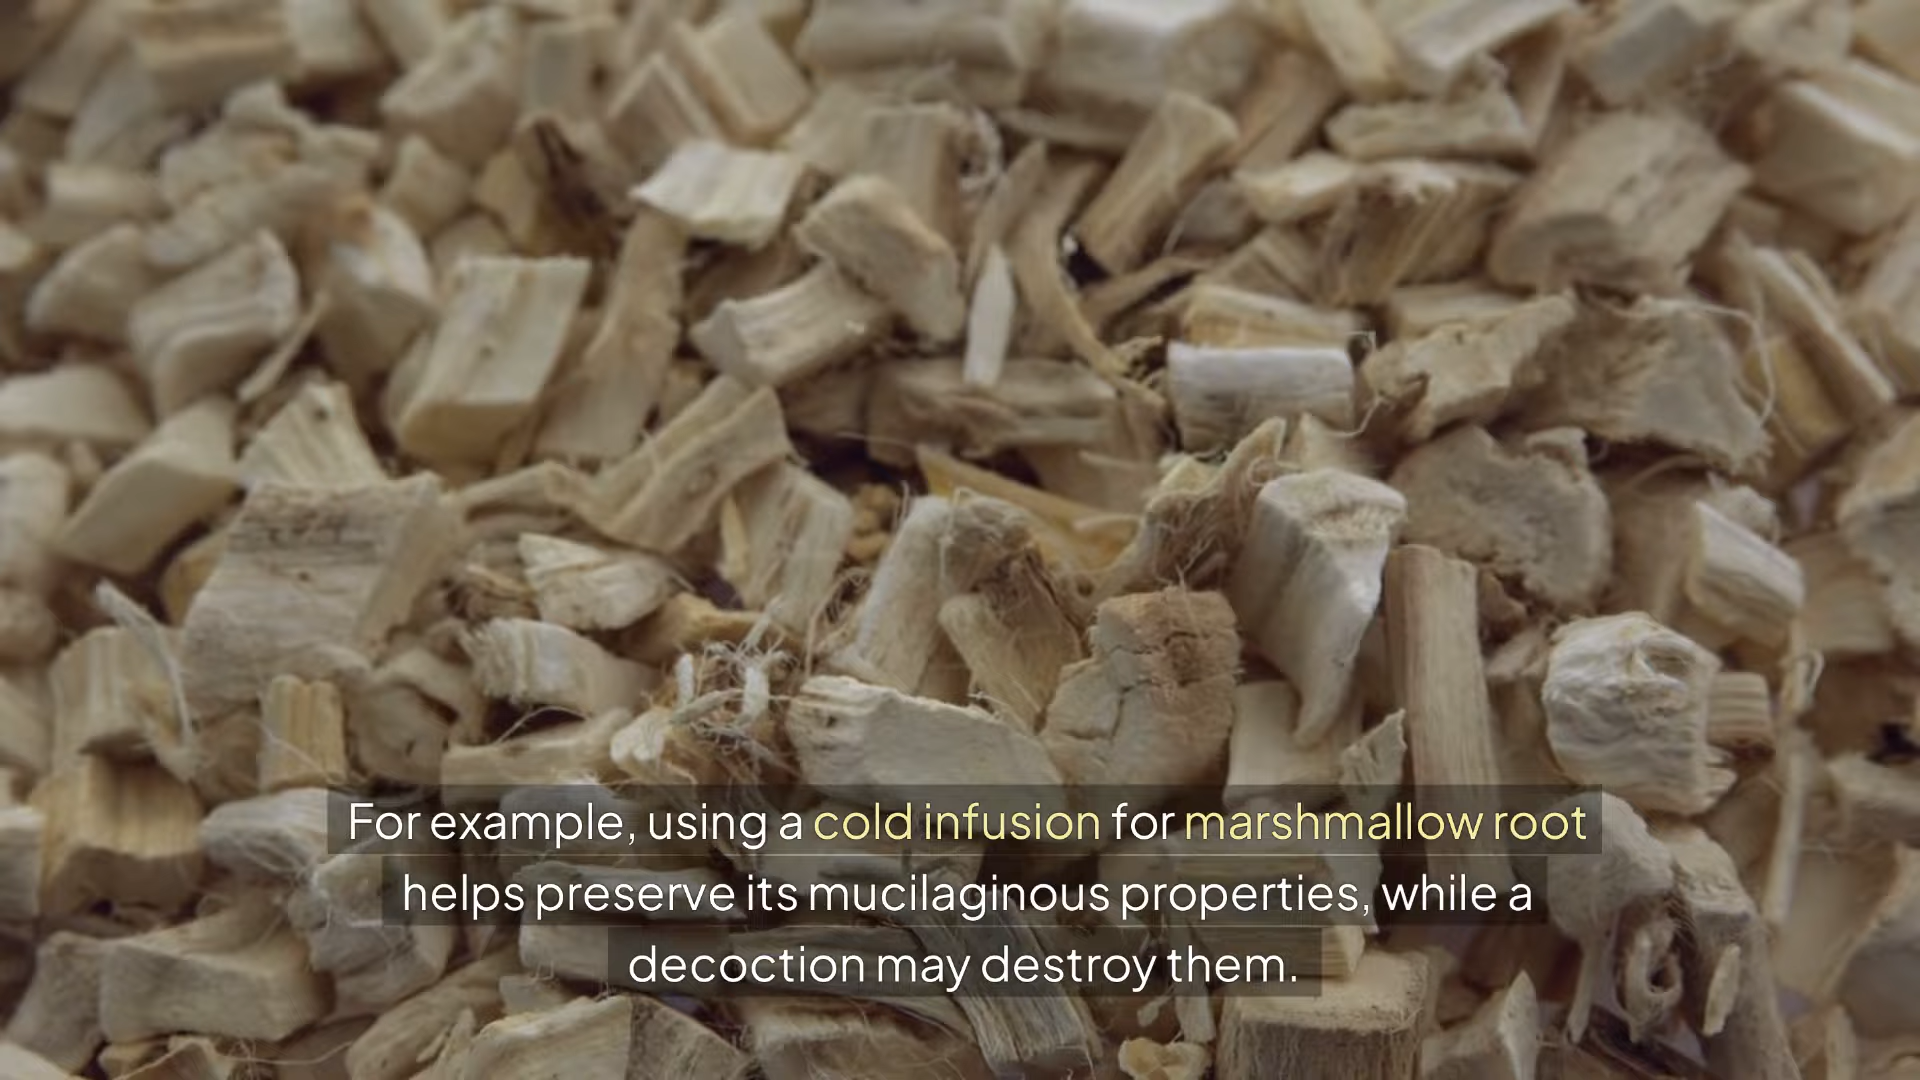 For example, using a cold infusion for marshmallow root
helps preserve its mucilaginous properties, while a
decoction may destroy them.